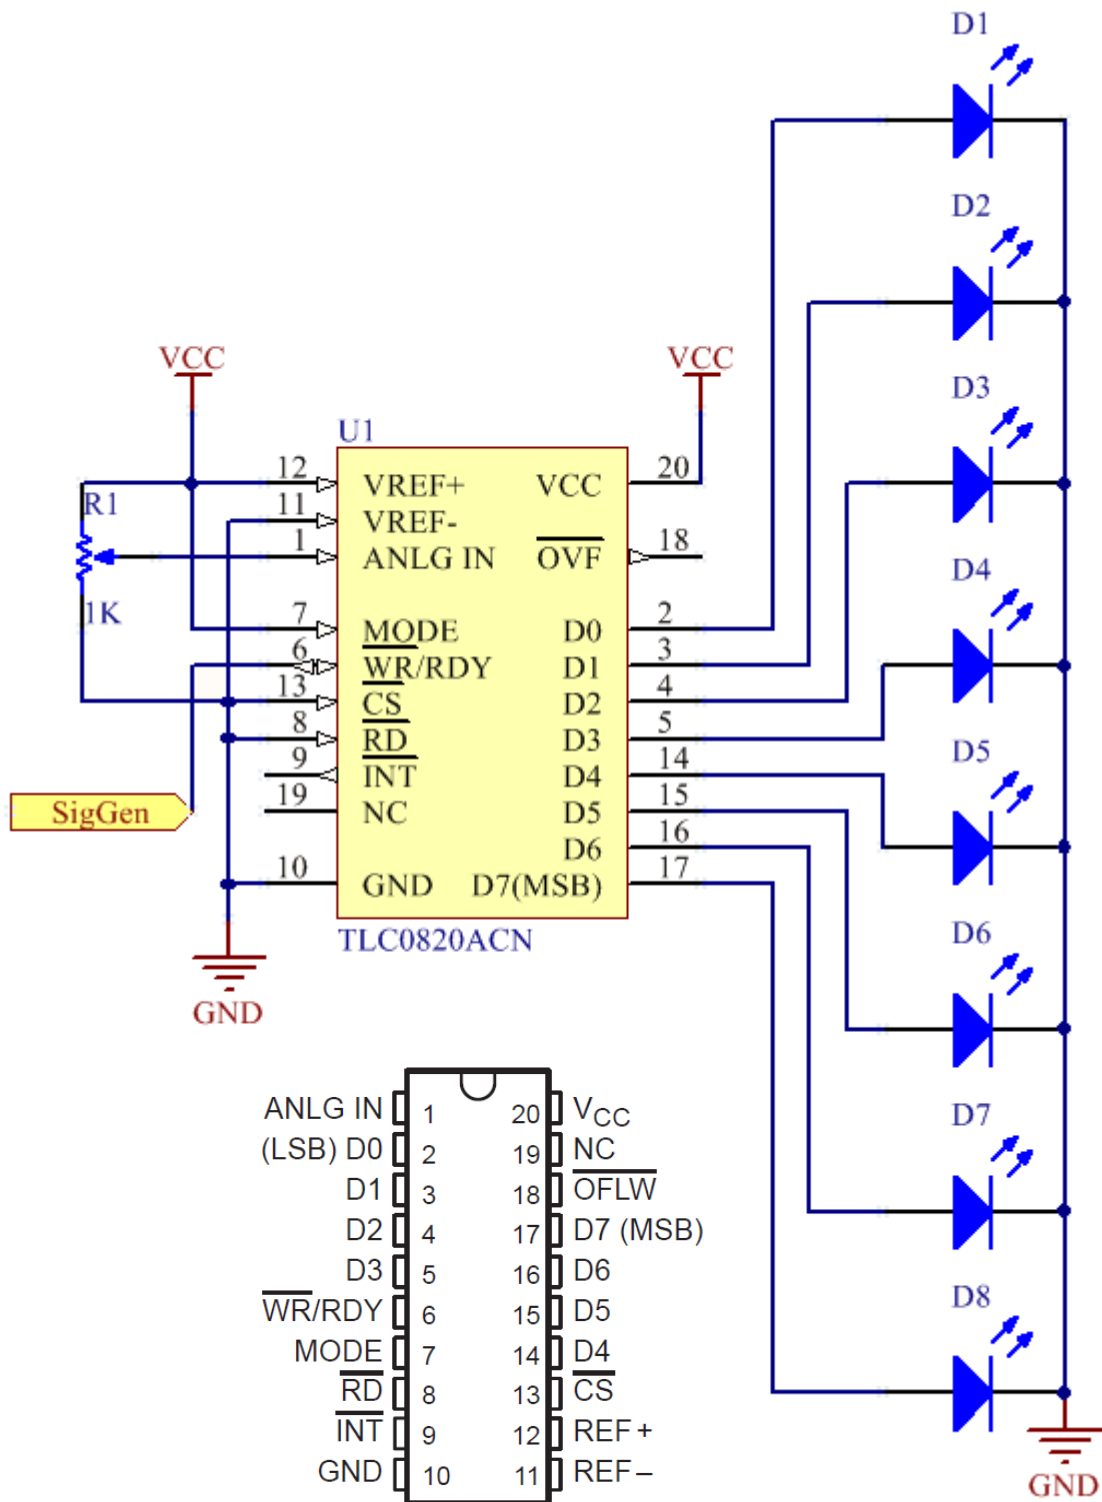 D1
D2
D3
D4
D5
D6
D7
D8
GND
VCC
VCC
R1
1K
SigGen
GND
U1
12 VREF+ VCC 20
11 VREF-
1 ANLG IN OVF 18
7 MODE D0 2
6 WR/RDY D1 3
13 CS D2 4
8 RD D3 5
9 INT D4 14
19 NC D5 15
D6 16
10 GND D7(MSB) 17
TLC0820ACN
ANLG IN 1 20 VCC
(LSB) D0 2 19 NC
D1 3 18 OFLW
D2 4 17 D7 (MSB)
D3 5 16 D6
WR/RDY 6 15 D5
MODE 7 14 D4
RD 8 13 CS
INT 9 12 REF+
GND 10 11 REF–